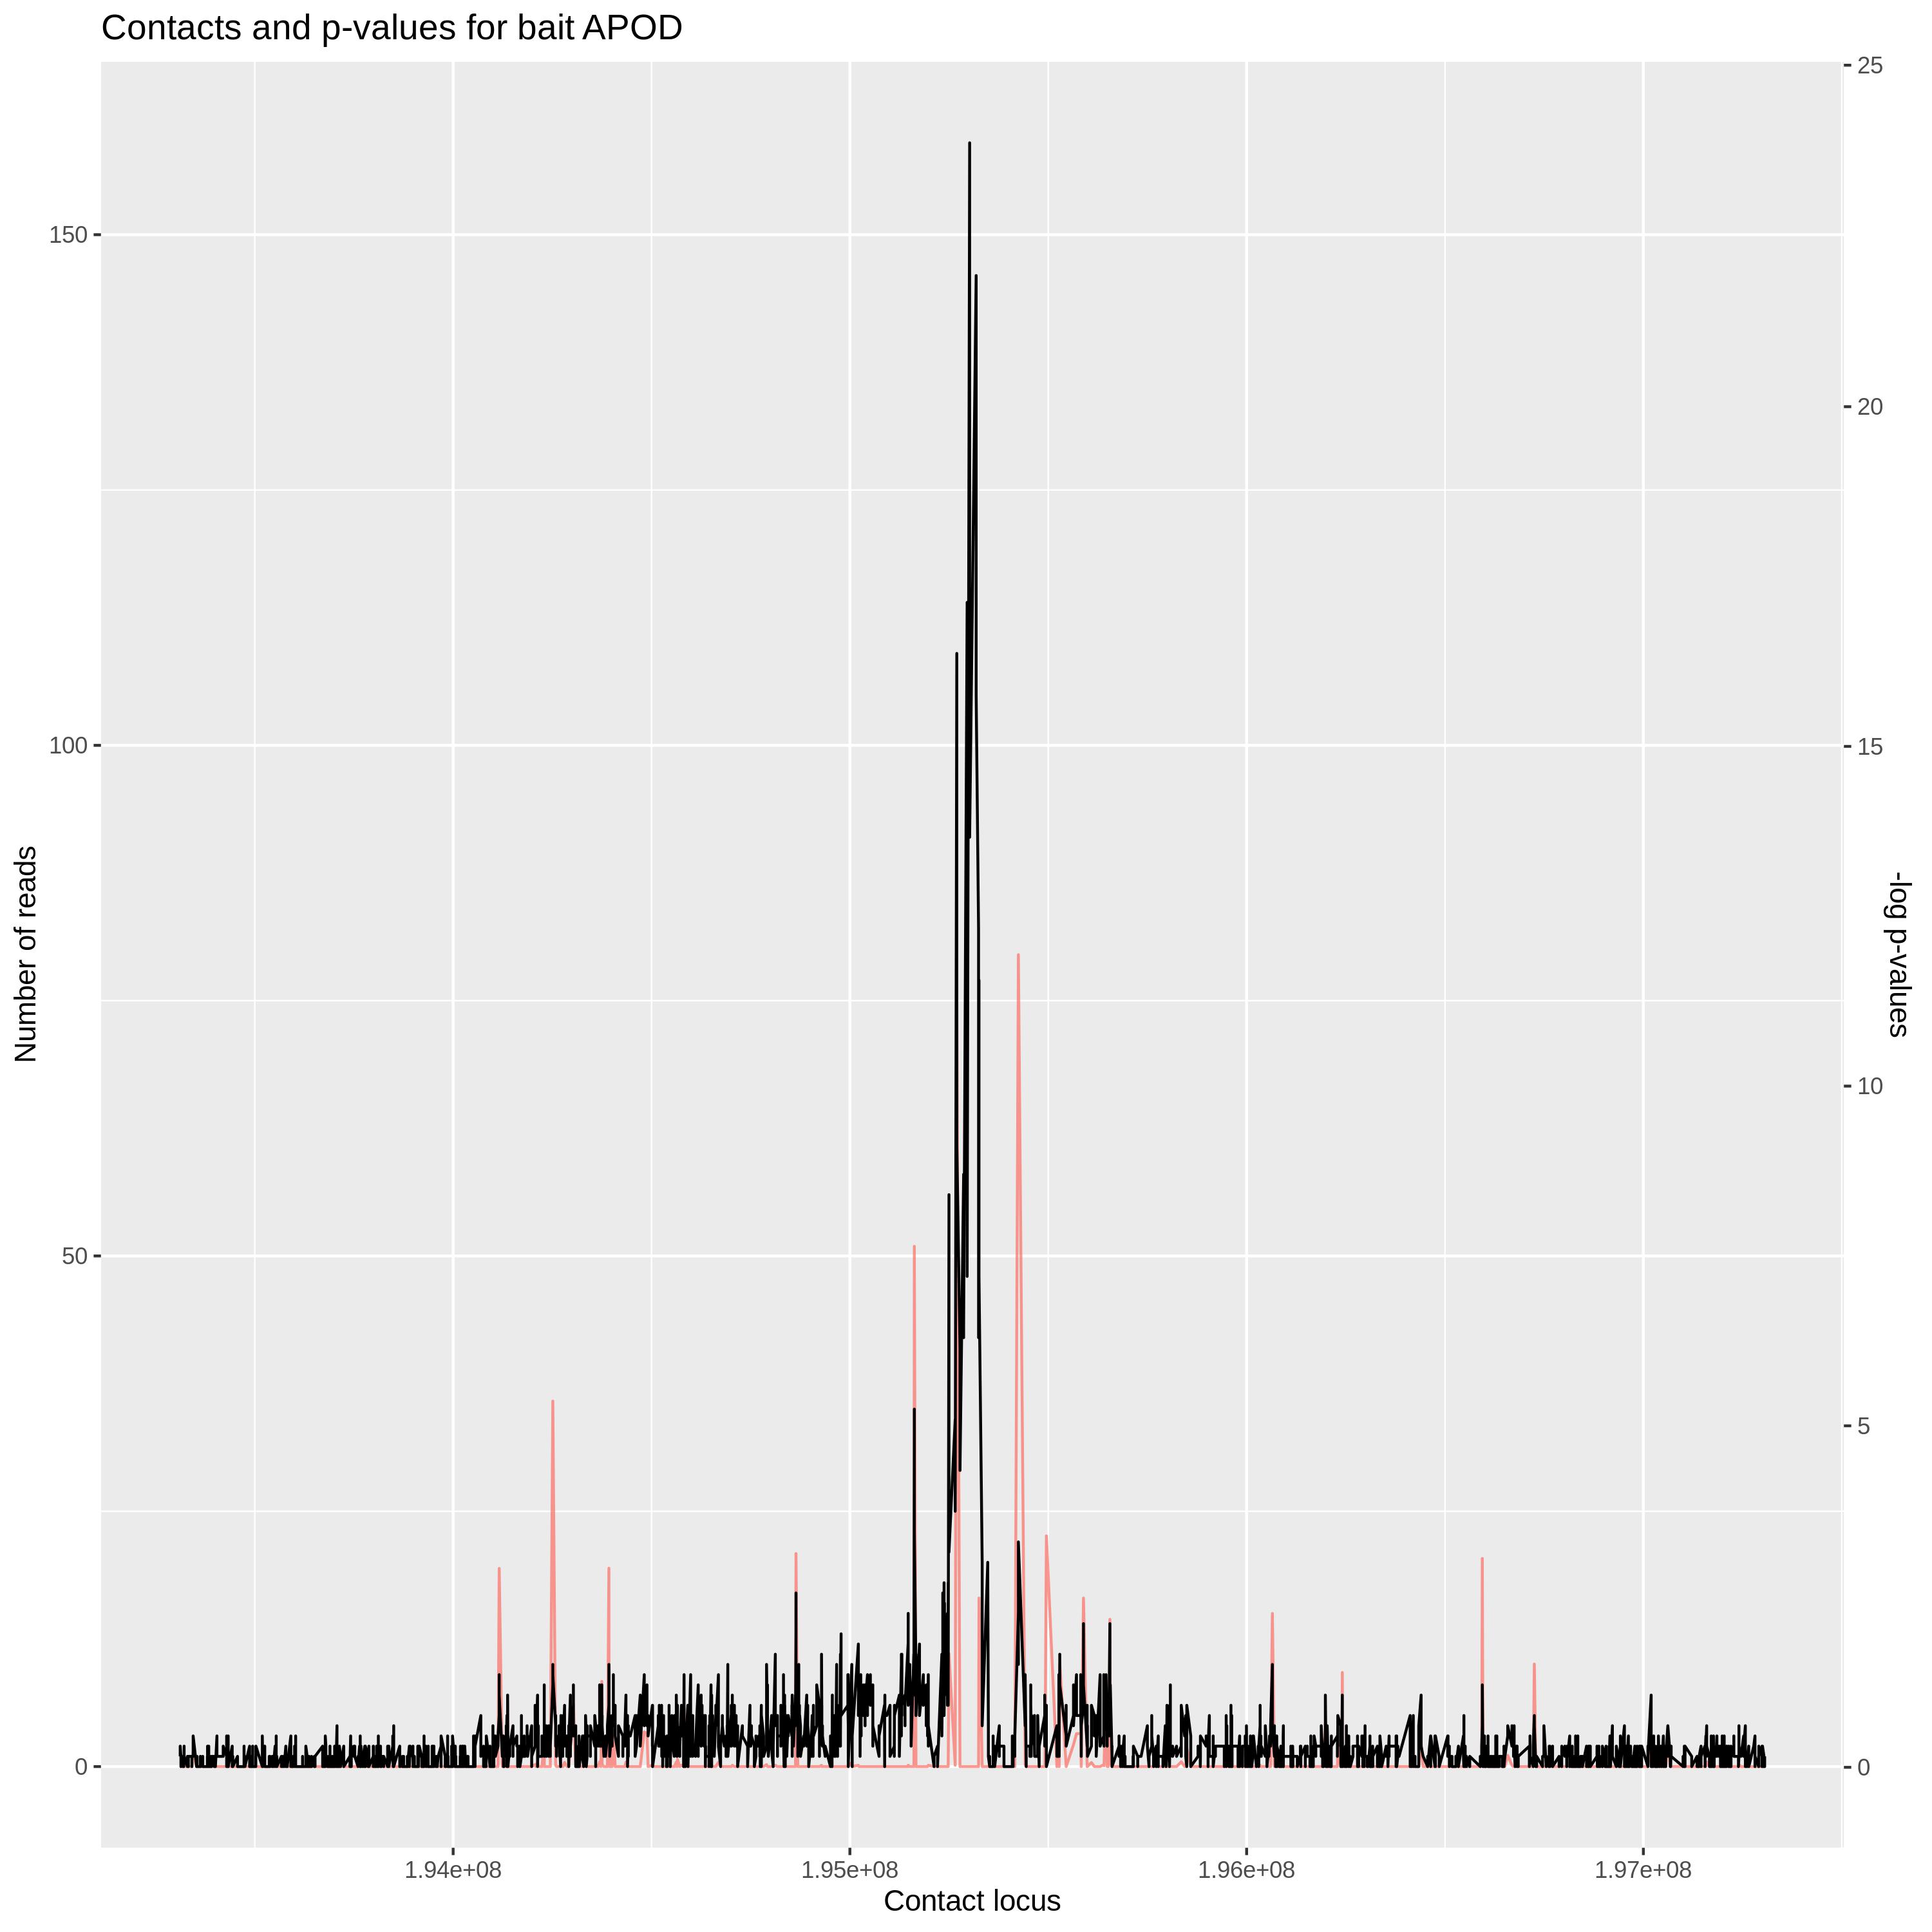 Contacts and p-values for bait APOD
25
150
20
100
15
Number of reads
-log p-values
10
50
5
0
0
1.94e+08
1.95e+08
1.96e+08
1.97e+08
Contact locus